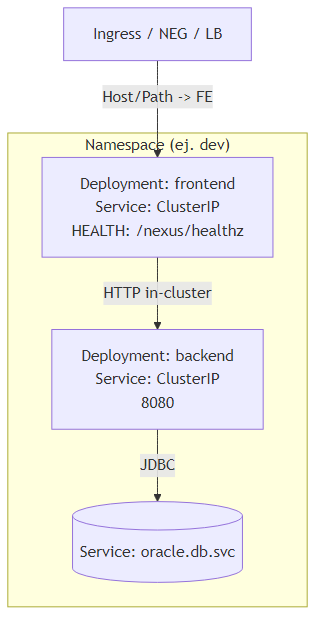 Ingress / NEG / LB
Host/Path -> FE
Namespace (ej. dev)
Deployment: frontend
Service: ClusterIP
HEALTH: /nexus/healthz
HTTP in-cluster
Deployment: backend
Service: ClusterIP
8080
JDBC
Service: oracle.db.svc